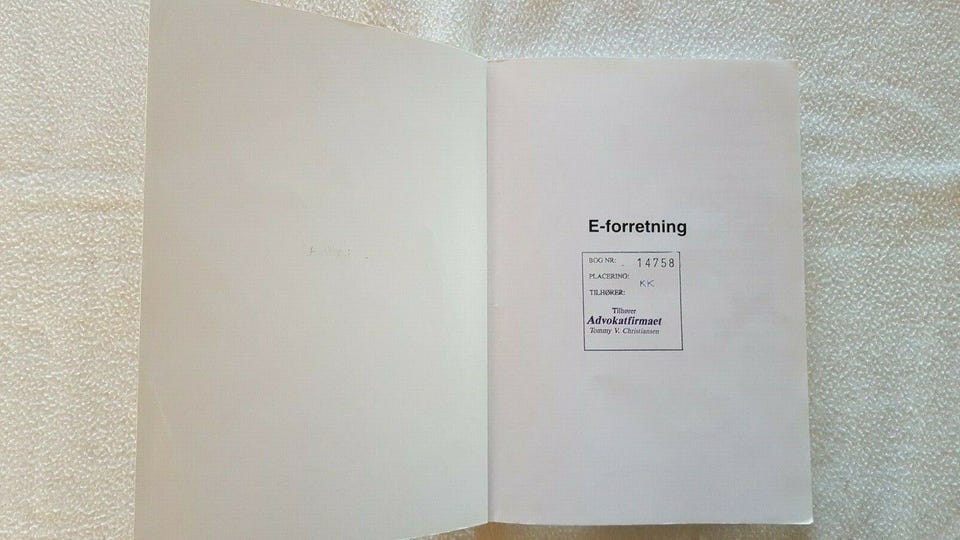 E-forretning
BOG NR: 14758
PLACERING:
TILHØRER: KK
Tilhører
Advokatfirmaet
Tommy V. Christiansen